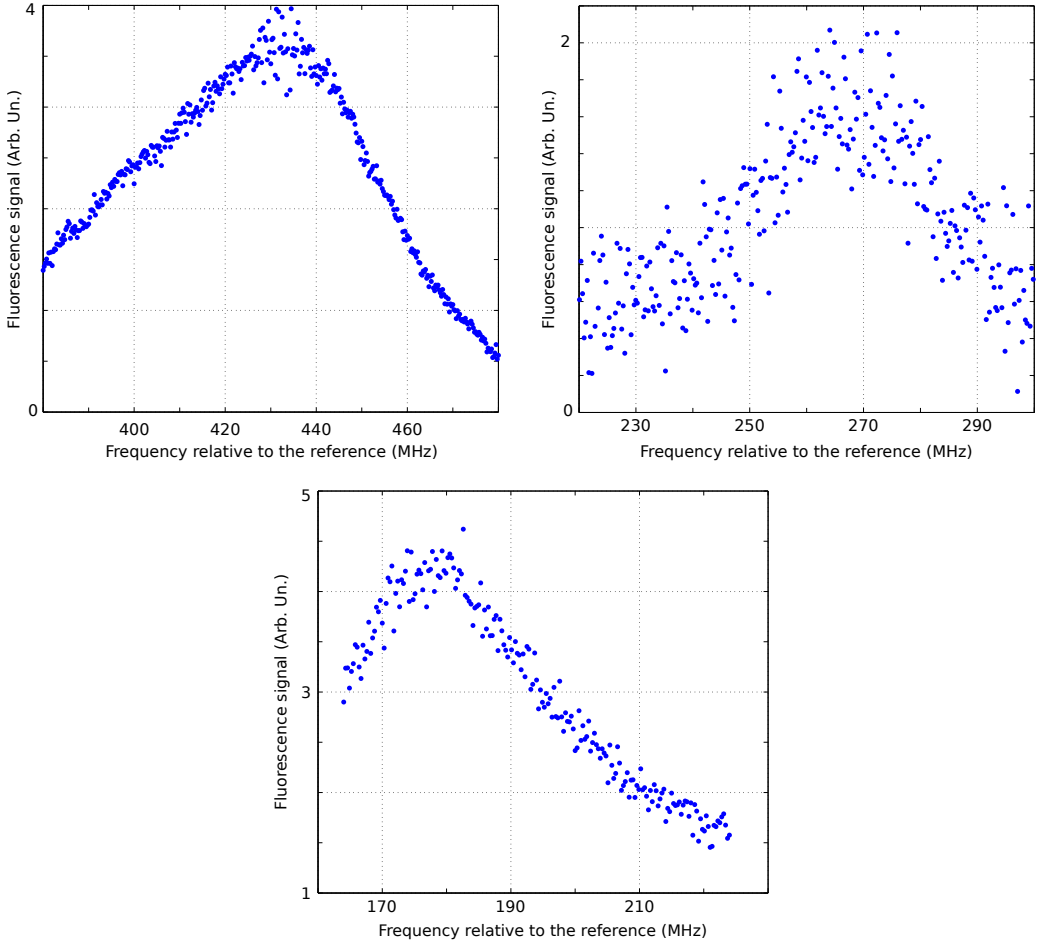 4
0
Fluorescence signal (Arb. Un.)
400 420 440 460
Frequency relative to the reference (MHz)
2
0
Fluorescence signal (Arb. Un.)
230 250 270 290
Frequency relative to the reference (MHz)
5
3
1
Fluorescence signal (Arb. Un.)
170 190 210
Frequency relative to the reference (MHz)